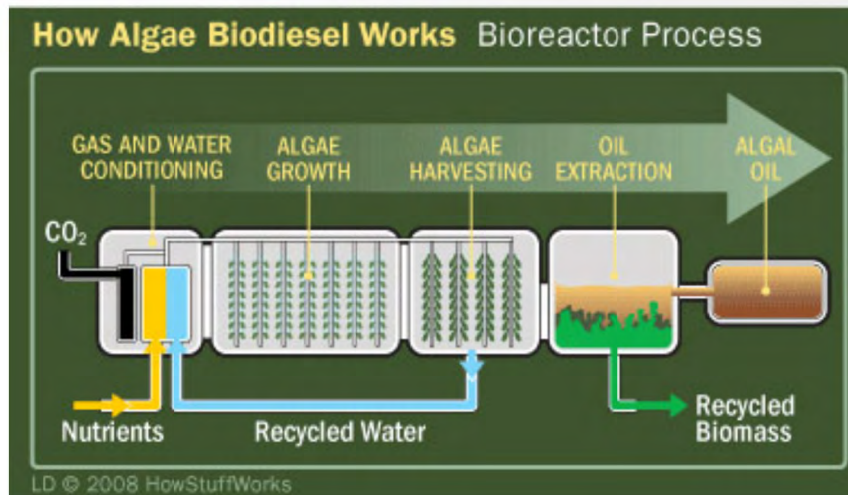 How Algae Biodiesel Works Bioreactor Process
GAS AND WATER
CONDITIONING
ALGAE
GROWTH
ALGAE
HARVESTING
OIL
EXTRACTION
ALGAL
OIL
CO₂
Nutrients
Recycled Water
Recycled
Biomass
LD © 2008 HowStuffWorks